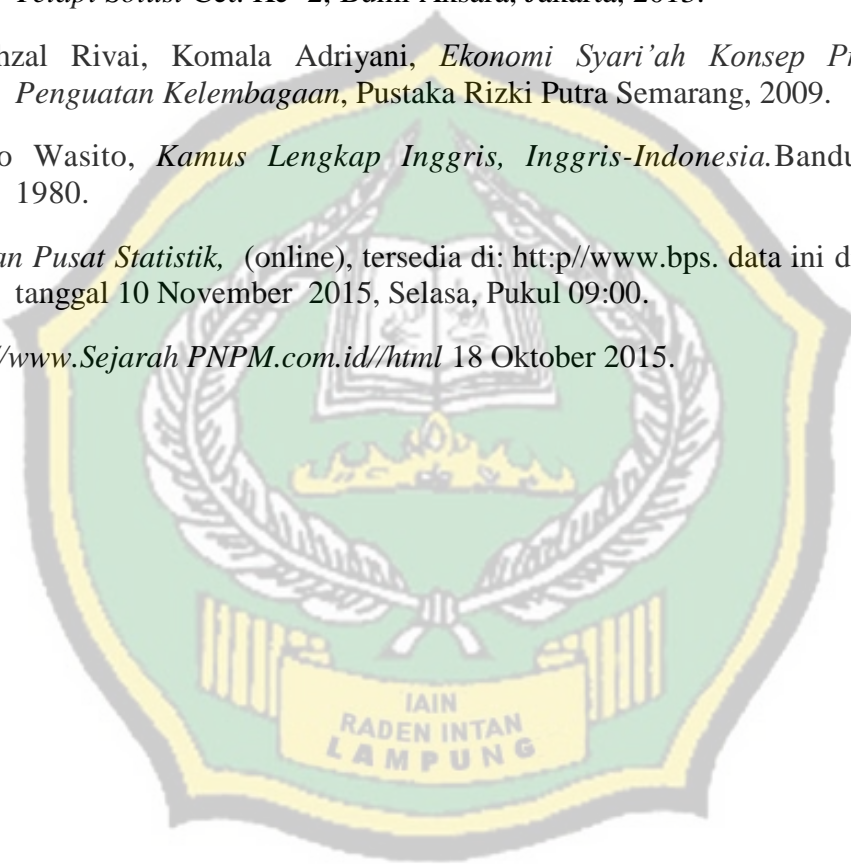 Tetapi Solusi Cet. Ke- 2, Bumi Aksara, Jakarta, 2013.
nzal Rivai, Komala Adriyani, Ekonomi Syari’ah Konsep
Penguatan Kelembagaan, Pustaka Rizki Putra Semarang, 2009.
o Wasito, Kamus Lengkap Inggris, Inggris-Indonesia.Bandu
1980.
an Pusat Statistik, (online), tersedia di: htt:p//www.bps. data ini d
tanggal 10 November 2015, Selasa, Pukul 09:00.
//www.Sejarah PNPM.com.id//html 18 Oktober 2015.
IAIN
RADEN INTAN
LAMPUNG